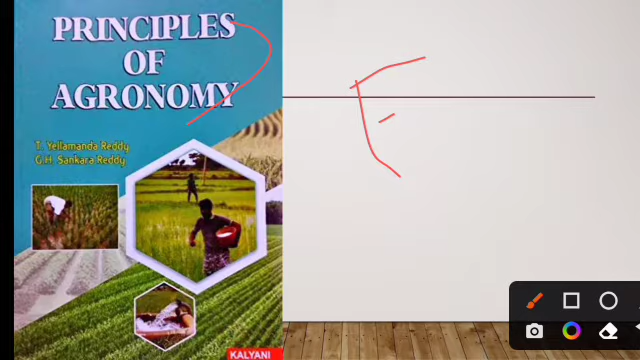 PRINCIPLES
OF
AGRONOMY
T. Yellamanda Reddy
G.H. Sankara Reddy
KALYANI